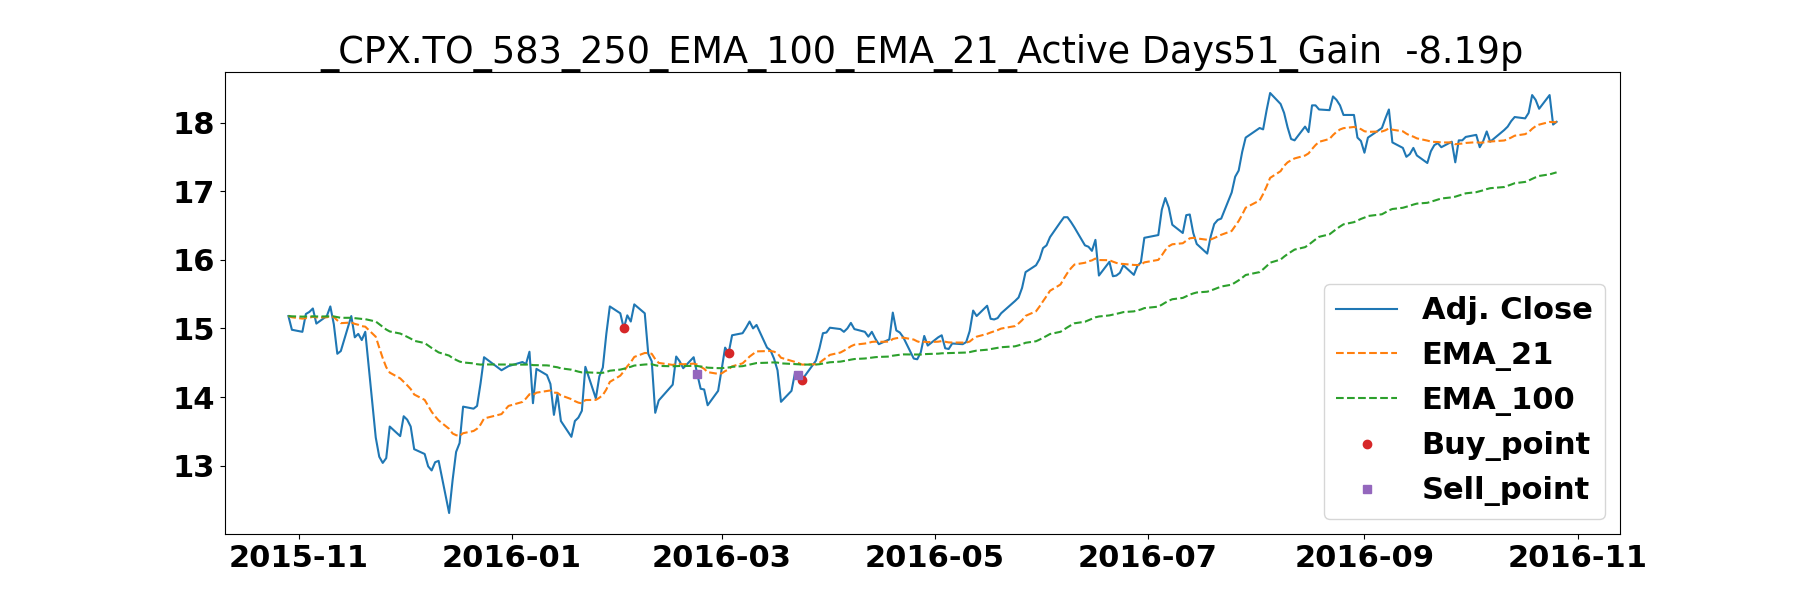 _CPX.TO_583_250_EMA_100_EMA_21_Active Days51_Gain  -8.19p
18
17
16
15
14
13
Adj. Close
EMA_21
EMA_100
Buy_point
Sell_point
2015-11 2016-01 2016-03 2016-05 2016-07 2016-09 2016-11